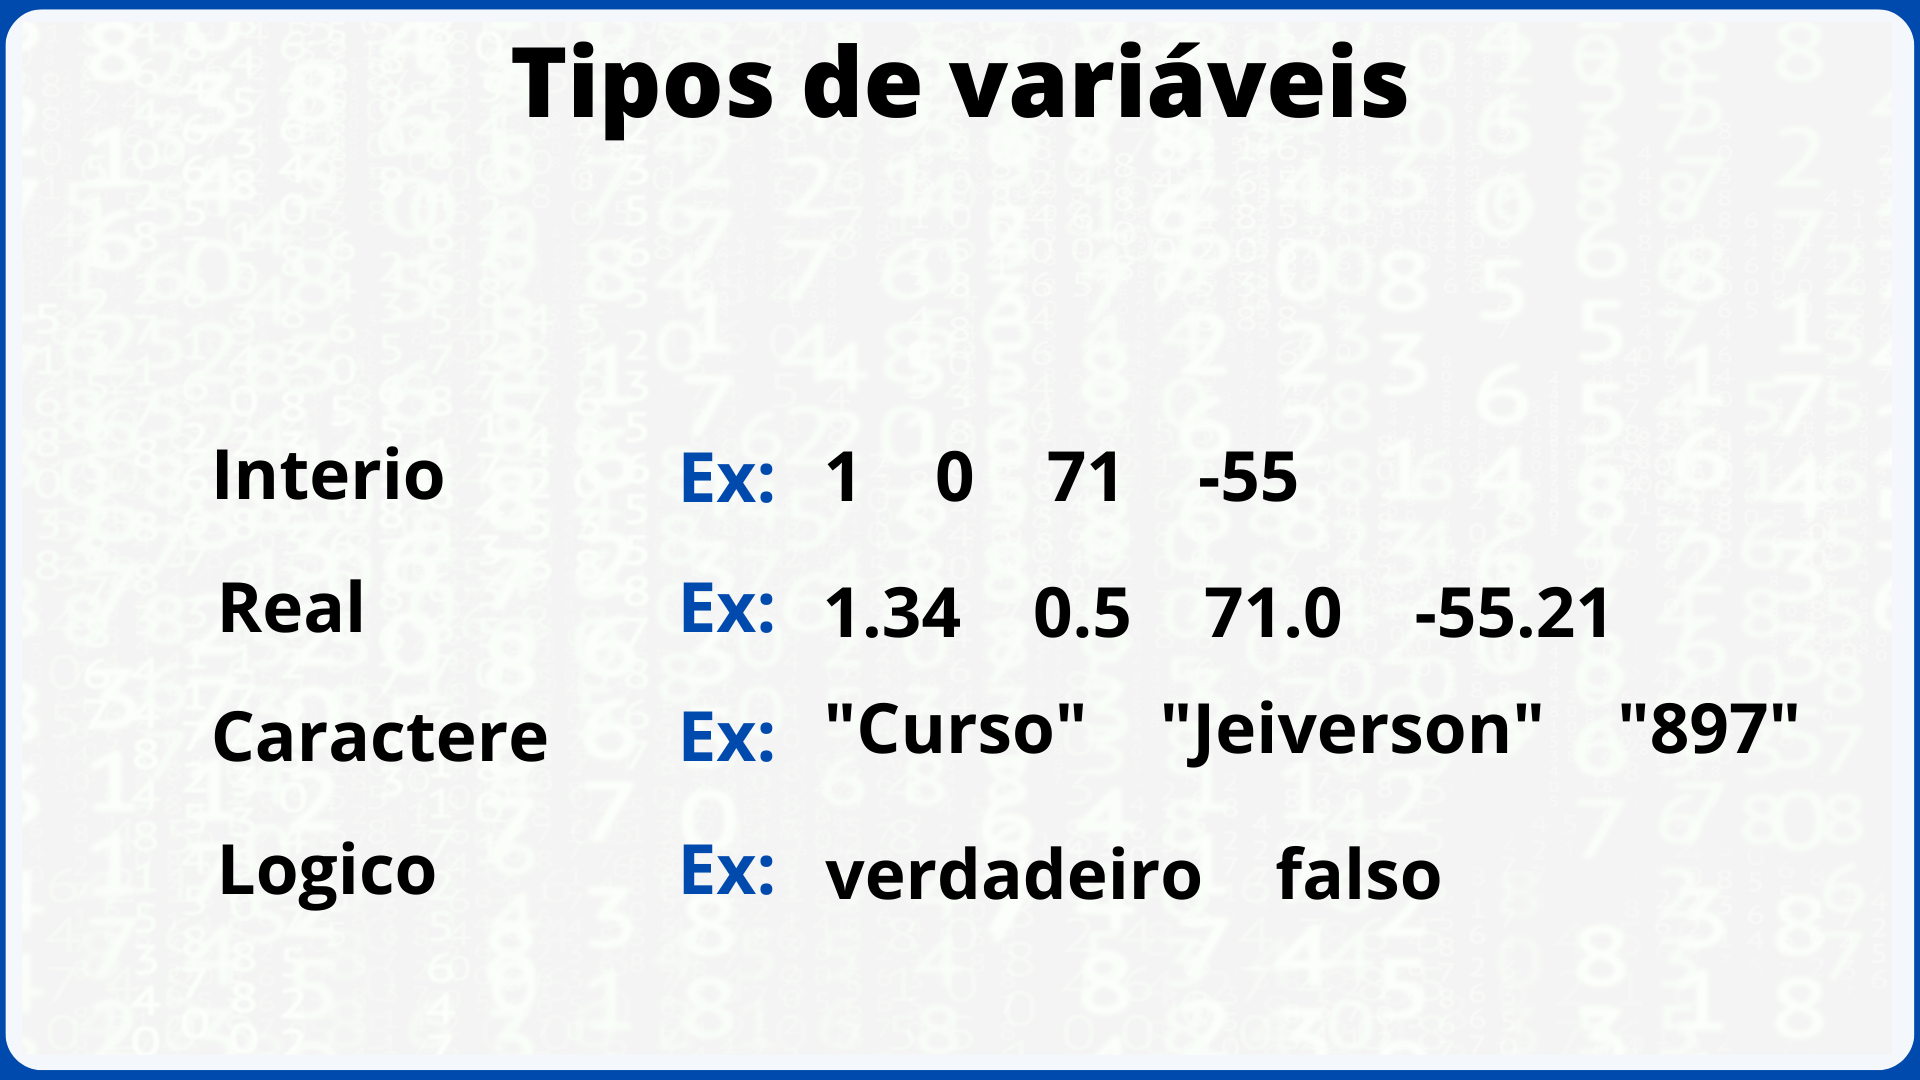 Tipos de variáveis
Interio Ex: 1 0 71 -55
Real Ex: 1.34 0.5 71.0 -55.21
Caractere Ex: "Curso" "Jeiverson" "897"
Logico Ex: verdadeiro falso